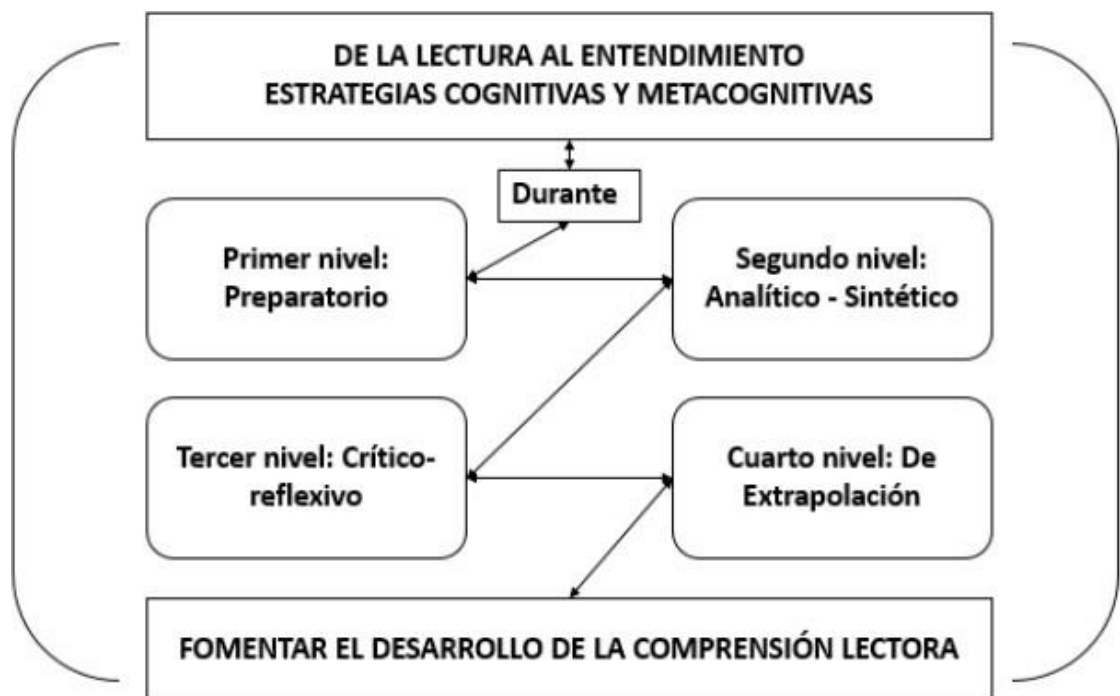 DE LA LECTURA AL ENTENDIMIENTO
ESTRATEGIAS COGNITIVAS Y METACOGNITIVAS
Durante
Primer nivel:
Preparatorio
Segundo nivel:
Analítico - Sintético
Tercer nivel: Crítico-
reflexivo
Cuarto nivel: De
Extrapolación
FOMENTAR EL DESARROLLO DE LA COMPRENSIÓN LECTORA